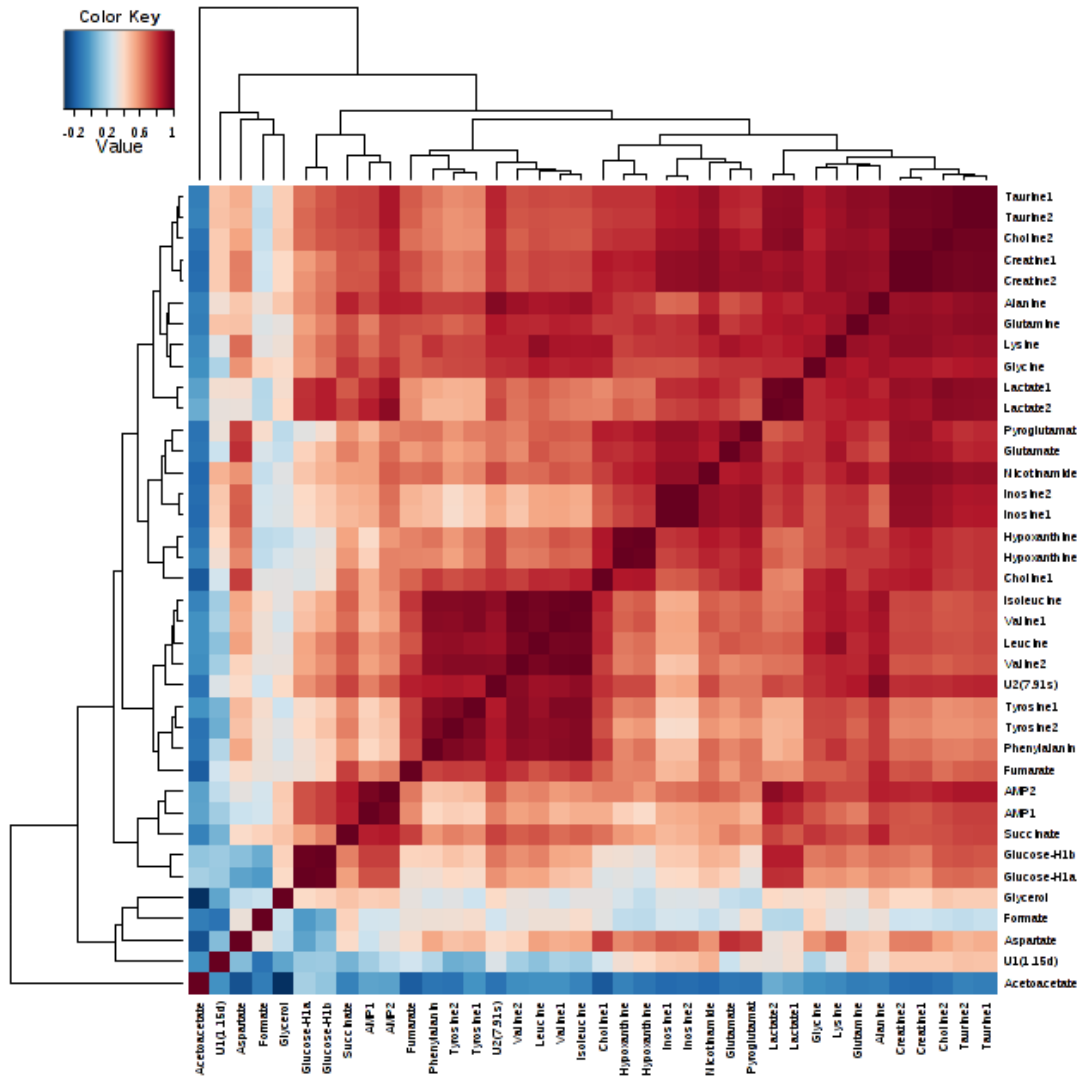 Color Key
-0.2 0.2 0.6 1
Value
Taurine1
Taurine2
Choline2
Creatine1
Creatine2
Alanine
Glutamine
Lysine
Glycine
Lactate1
Lactate2
Pyroglutamat
Glutamate
Nicotinamide
Inosine2
Inosine1
Hypoxanthine
Hypoxanthine
Choline1
Isoleucine
Valine1
Leucine
Valine2
U2(7.91s)
Tyrosine1
Tyrosine2
Phenylalanin
Fumarate
AMP2
AMP1
Succinate
Glucose-H1b
Glucose-H1a
Glycerol
Formate
Aspartate
U1(1.15d)
Acetoacetate
Acetoacetate
U1(1.15d)
Aspartate
Formate
Glycerol
Glucose-H1a
Glucose-H1b
Succinate
AMP1
AMP2
Fumarate
Phenylalanin
Tyrosine2
Tyrosine1
U2(7.91s)
Valine2
Leucine
Valine1
Isoleucine
Choline1
Hypoxanthine
Hypoxanthine
Inosine1
Inosine2
Nicotinamide
Glutamate
Pyroglutamat
Lactate2
Lactate1
Glycine
Lysine
Glutamine
Alanine
Creatine2
Creatine1
Choline2
Taurine2
Taurine1